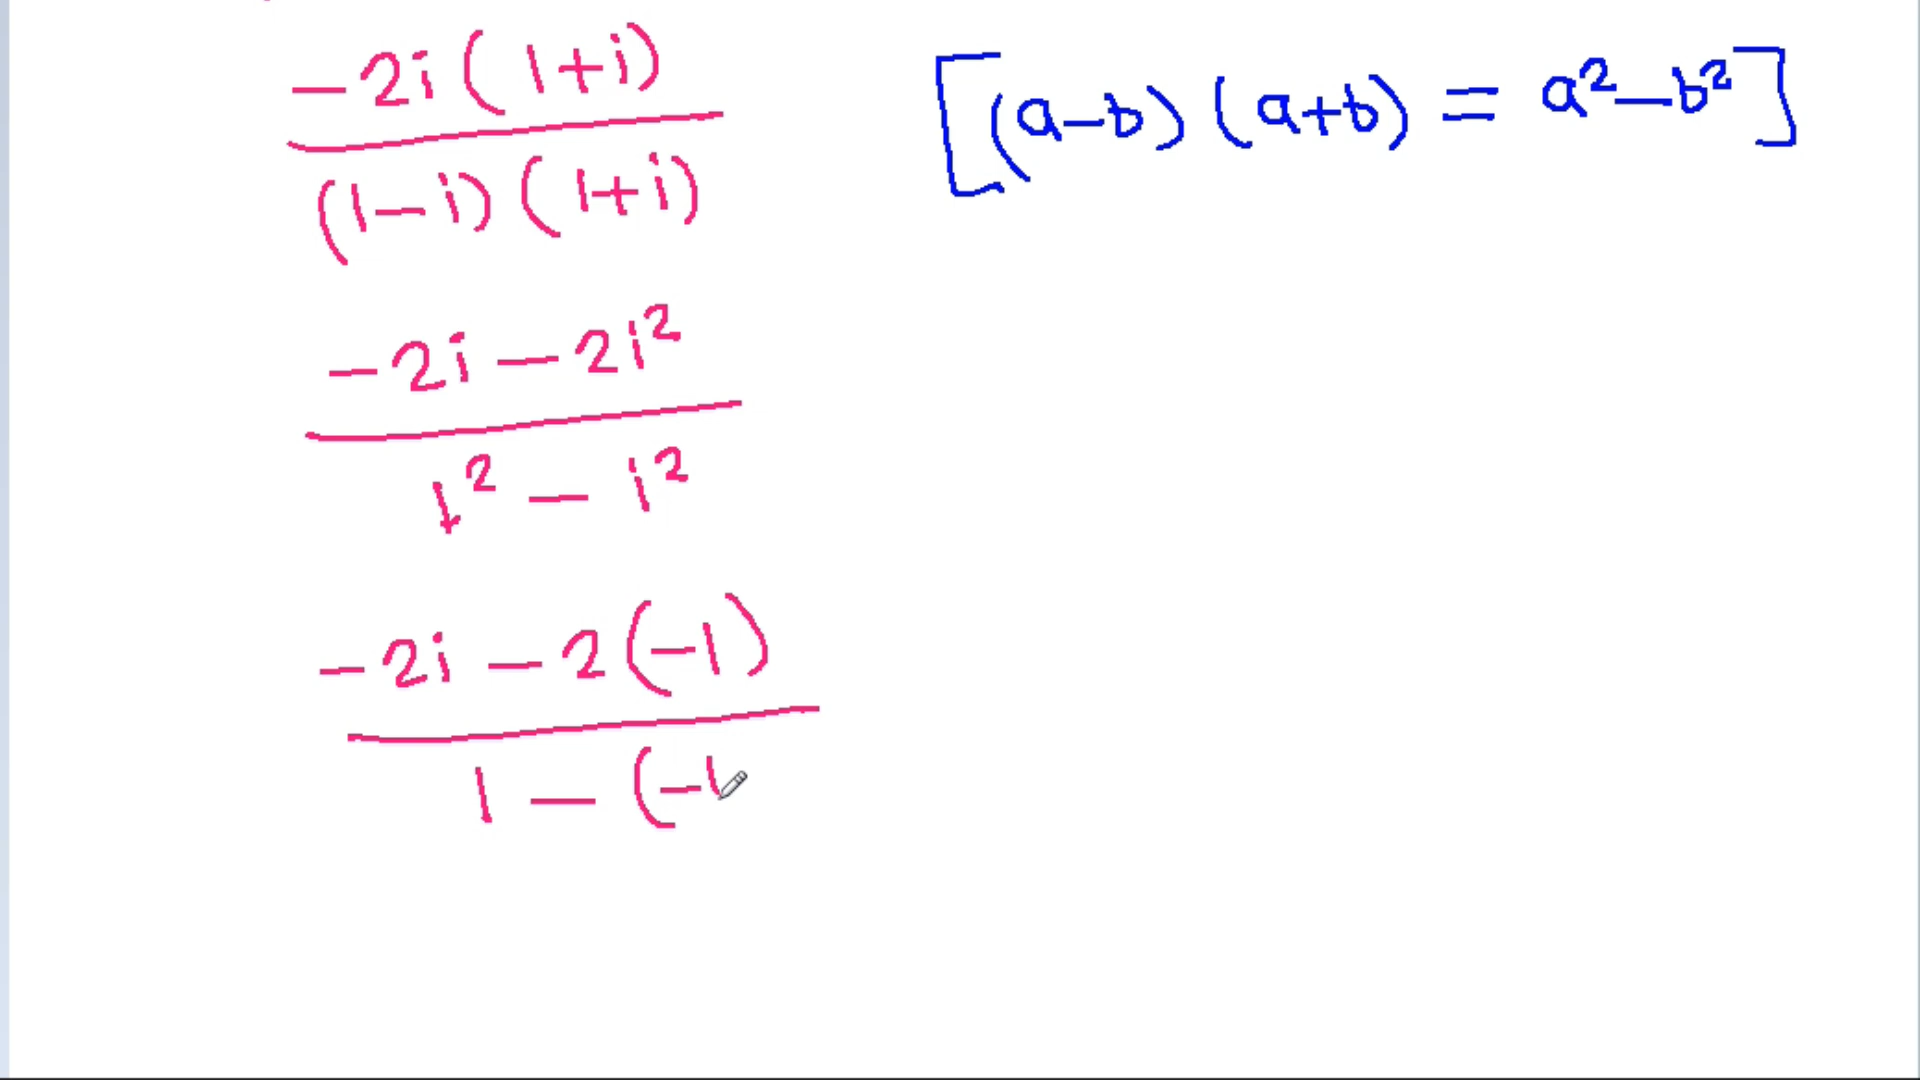 -2i(1+i)
(1-i)(1+i)
[(a-b)(a+b) = a²-b²]
-2i - 2i²
1² - i²
-2i - 2(-1)
1 - (-1